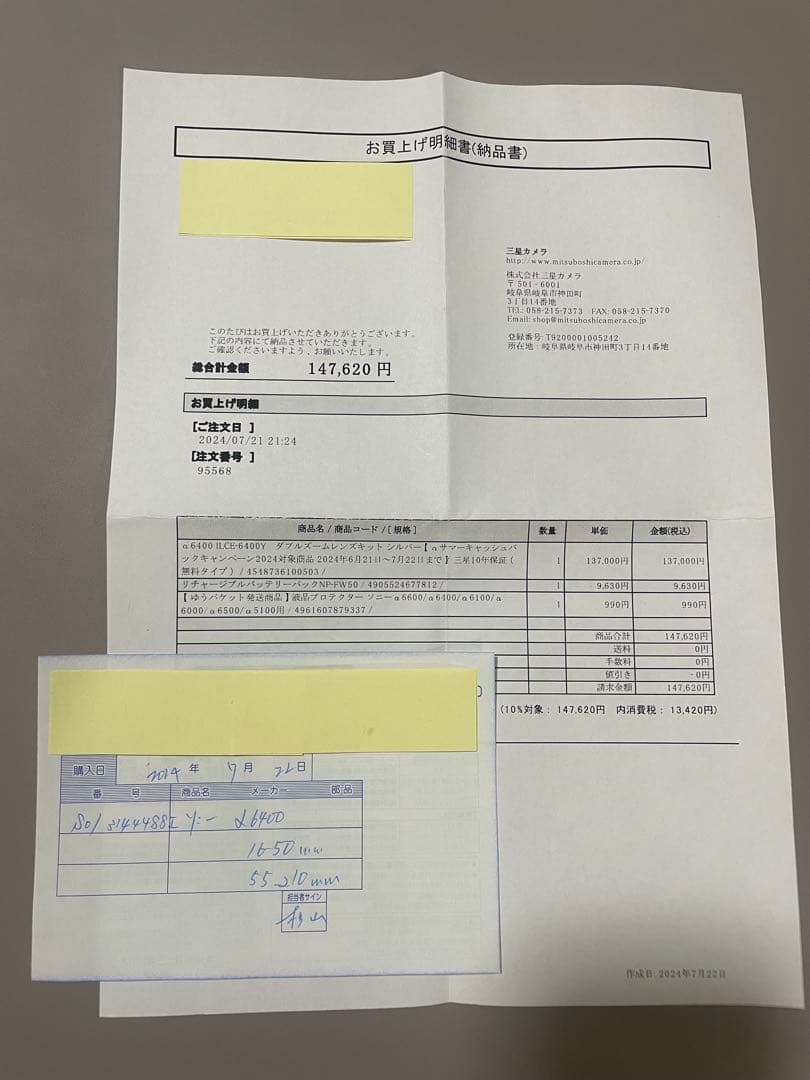 お買上げ明細書(納品書)
三星カメラ
http://www.mitsuboshicamera.co.jp/
株式会社三星カメラ
〒501-6001
岐阜県岐阜市神田町
3丁目14番地
TEL: 058-215-7373 FAX: 058-215-7370
Email: shop@mitsuboshicamera.co.jp
登録番号: T9200001005242
所在地: 岐阜県岐阜市神田町3丁目14番地
このたびはお買上げいただきありがとうございます。
下記の内容にて納品させていただきます。
ご確認くださいますよう、お願いいたします。
総合計金額 147,620 円
お買上げ明細
[ご注文日 ]
2024/07/21 21:24
[注文番号 ]
95568
商品名 / 商品コード / [ 規格 ] 数量 単価 金額(税込)
α6400 ILCE-6400Y ダブルズームレンズキット シルバー【 αサマーキャッシュバ
ックキャンペーン2024対象商品 2024年6月21日～7月22日まで 】三星10年保証 ( 1 137,000円 137,000円
無料タイプ ) / 4548736100503 /
リチャージブルバッテリーパックNP-FW50 / 4905524677812 / 1 9,630円 9,630円
【 ゆうパケット発送商品 】液晶プロテクター ソニーα6600/α6400/α6100/α 1 990円 990円
6000/α6500/α5100用 / 4961607879337 /
商品合計 147,620円
送料 0円
手数料 0円
値引き - 0円
請求金額 147,620円
(10%対象: 147,620円 内消費税: 13,420円)
購入日 年 7月 日
番号 商品名 メーカー 部品
ソニー α6400
16-50mm
55-210mm
担当者サイン
杉山
作成日: 2024年7月22日